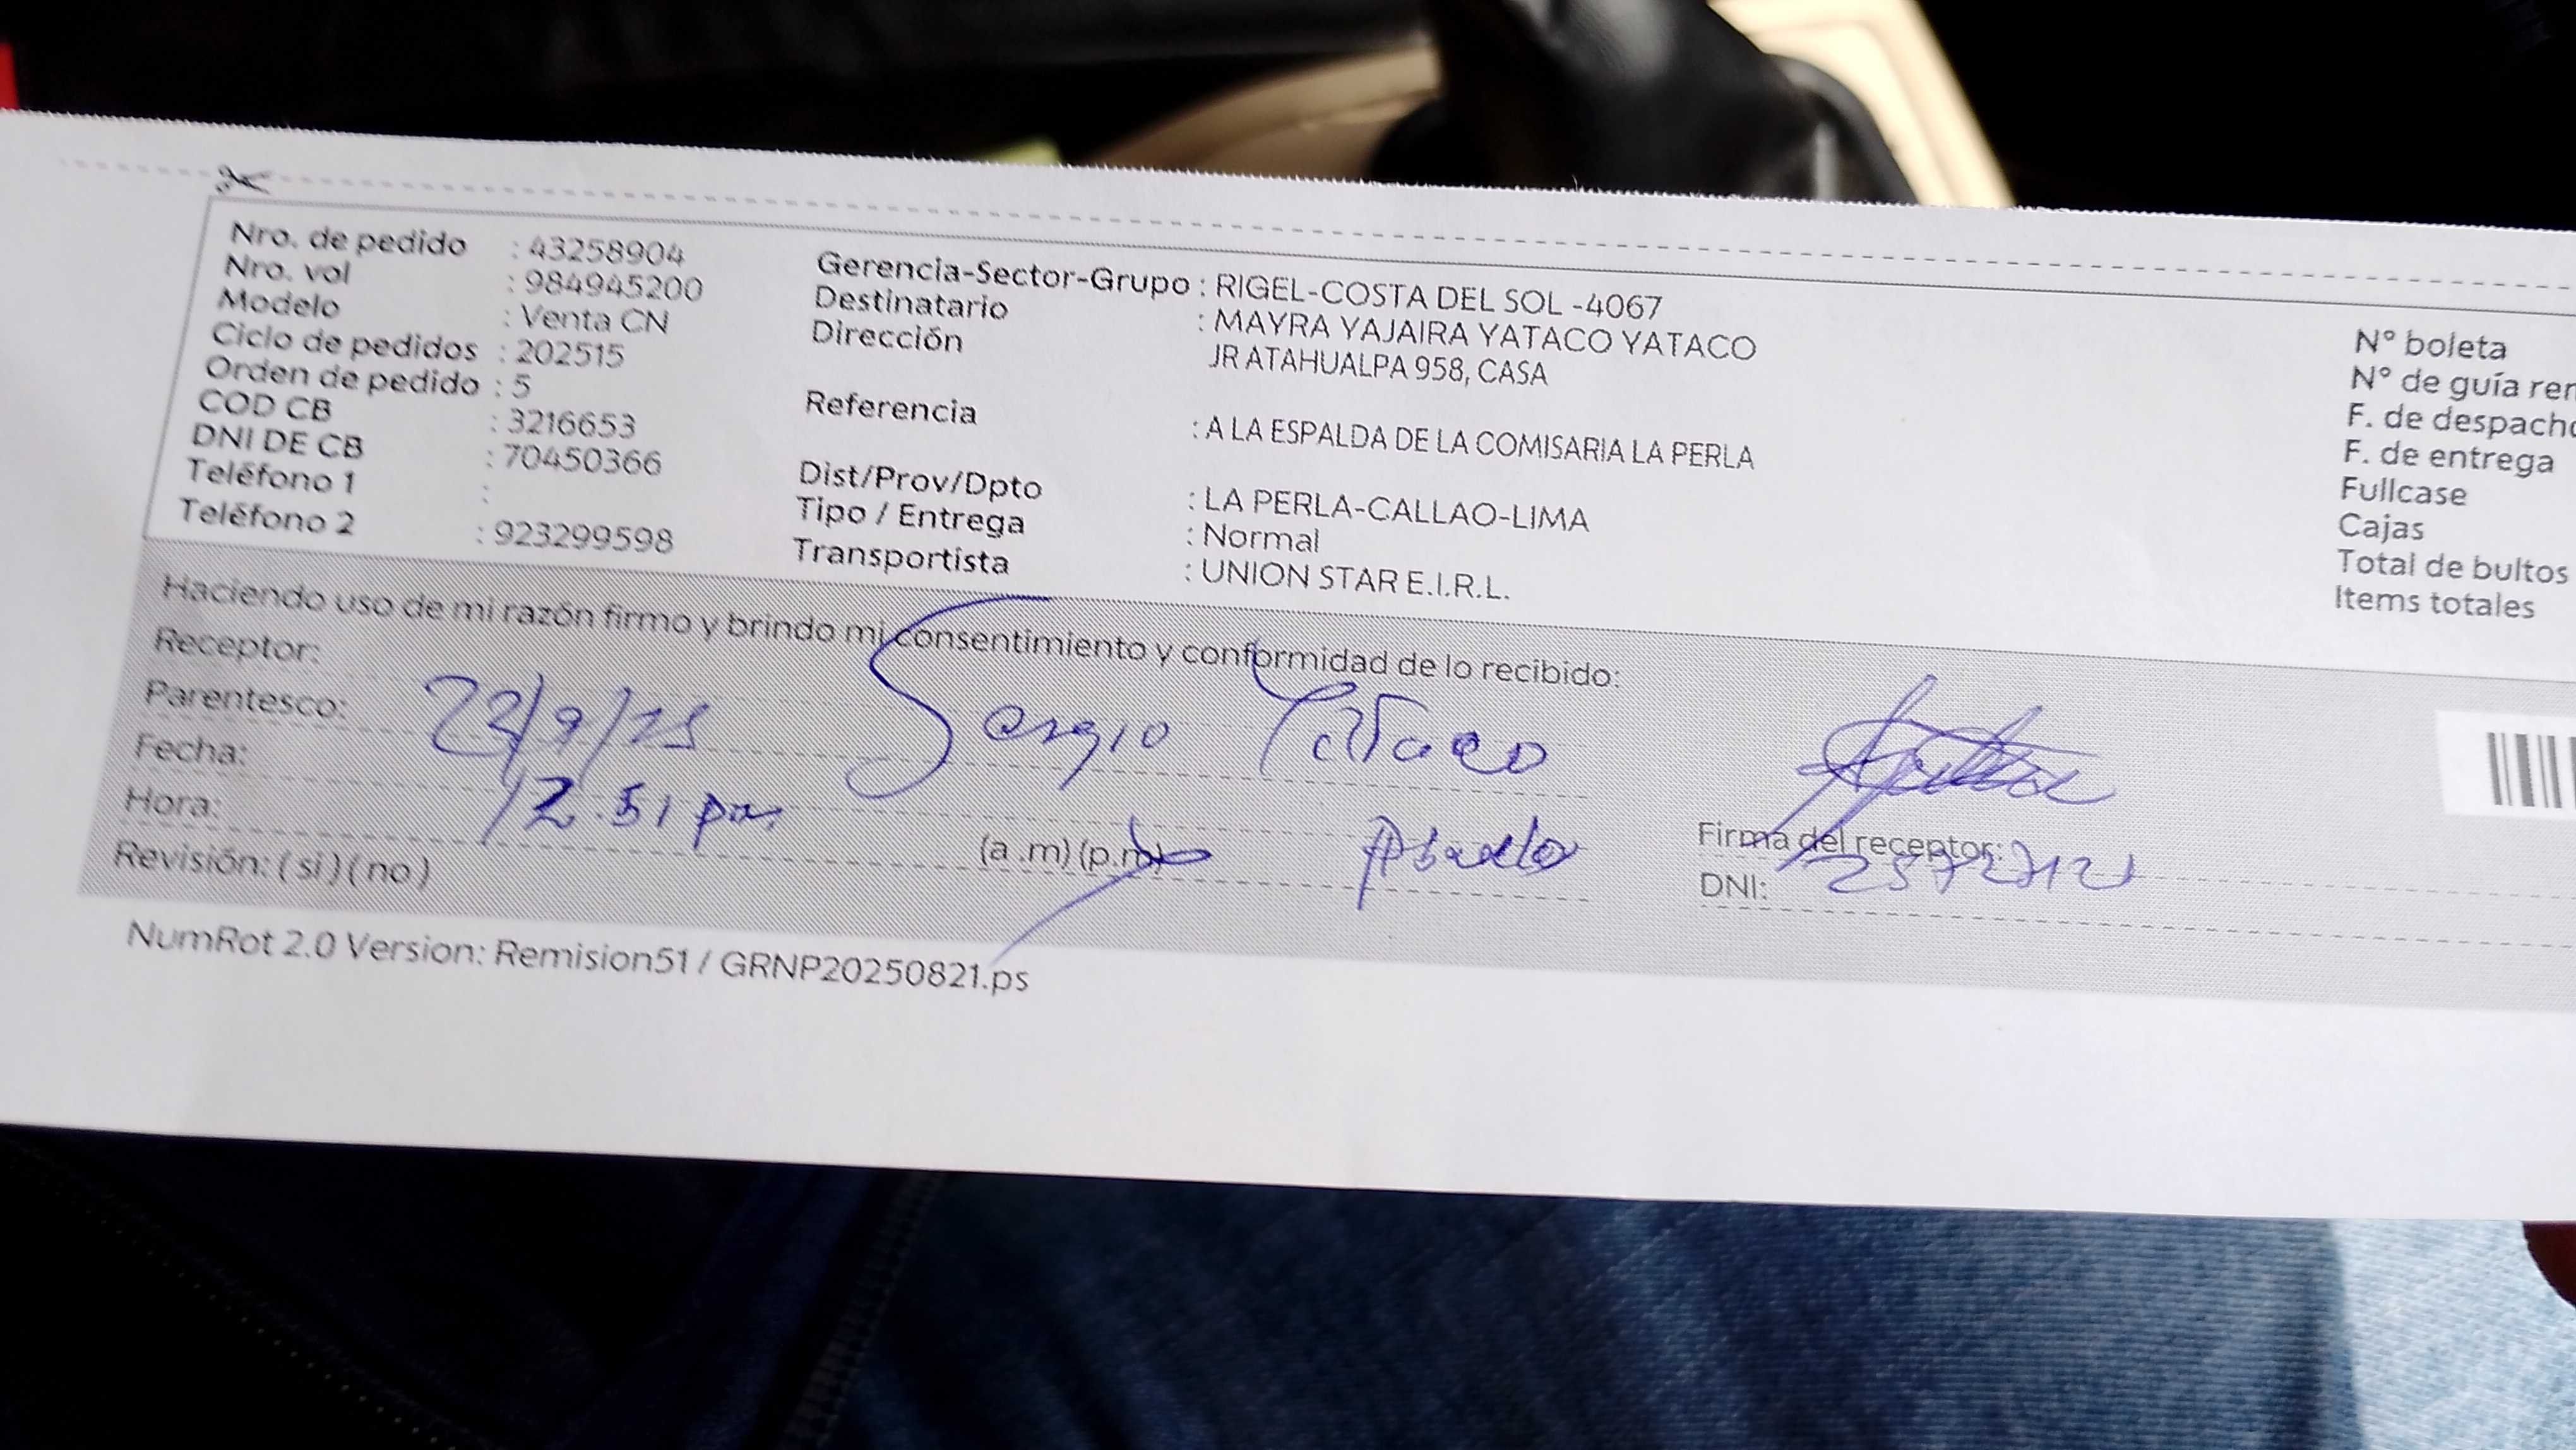 Nro. de pedido : 43258904
Nro. vol : 984945200
Modelo : Venta CN
Ciclo de pedidos : 202515
Orden de pedido : 5
COD CB : 3216653
DNI DE CB : 70450366
Teléfono 1 :
Teléfono 2 : 923299598
Gerencia-Sector-Grupo : RIGEL-COSTA DEL SOL -4067
Destinatario : MAYRA YAJAIRA YATACO YATACO
Dirección JR ATAHUALPA 958, CASA
Referencia : A LA ESPALDA DE LA COMISARIA LA PERLA
Dist/Prov/Dpto : LA PERLA-CALLAO-LIMA
Tipo / Entrega : Normal
Transportista : UNION STAR E.I.R.L.
N° boleta
N° de guía rem
F. de despacho
F. de entrega
Fullcase
Cajas
Total de bultos
Items totales
Haciendo uso de mi razón firmo y brindo mi consentimiento y conformidad de lo recibido:
Receptor:
Parentesco: Sergio Yataco
Fecha:
Hora: 12:51 pm (a .m) (p.m)
Revisión: ( si ) ( no )
Firma del receptor:
DNI:
NumRot 2.0 Version: Remision51 / GRNP20250821.ps